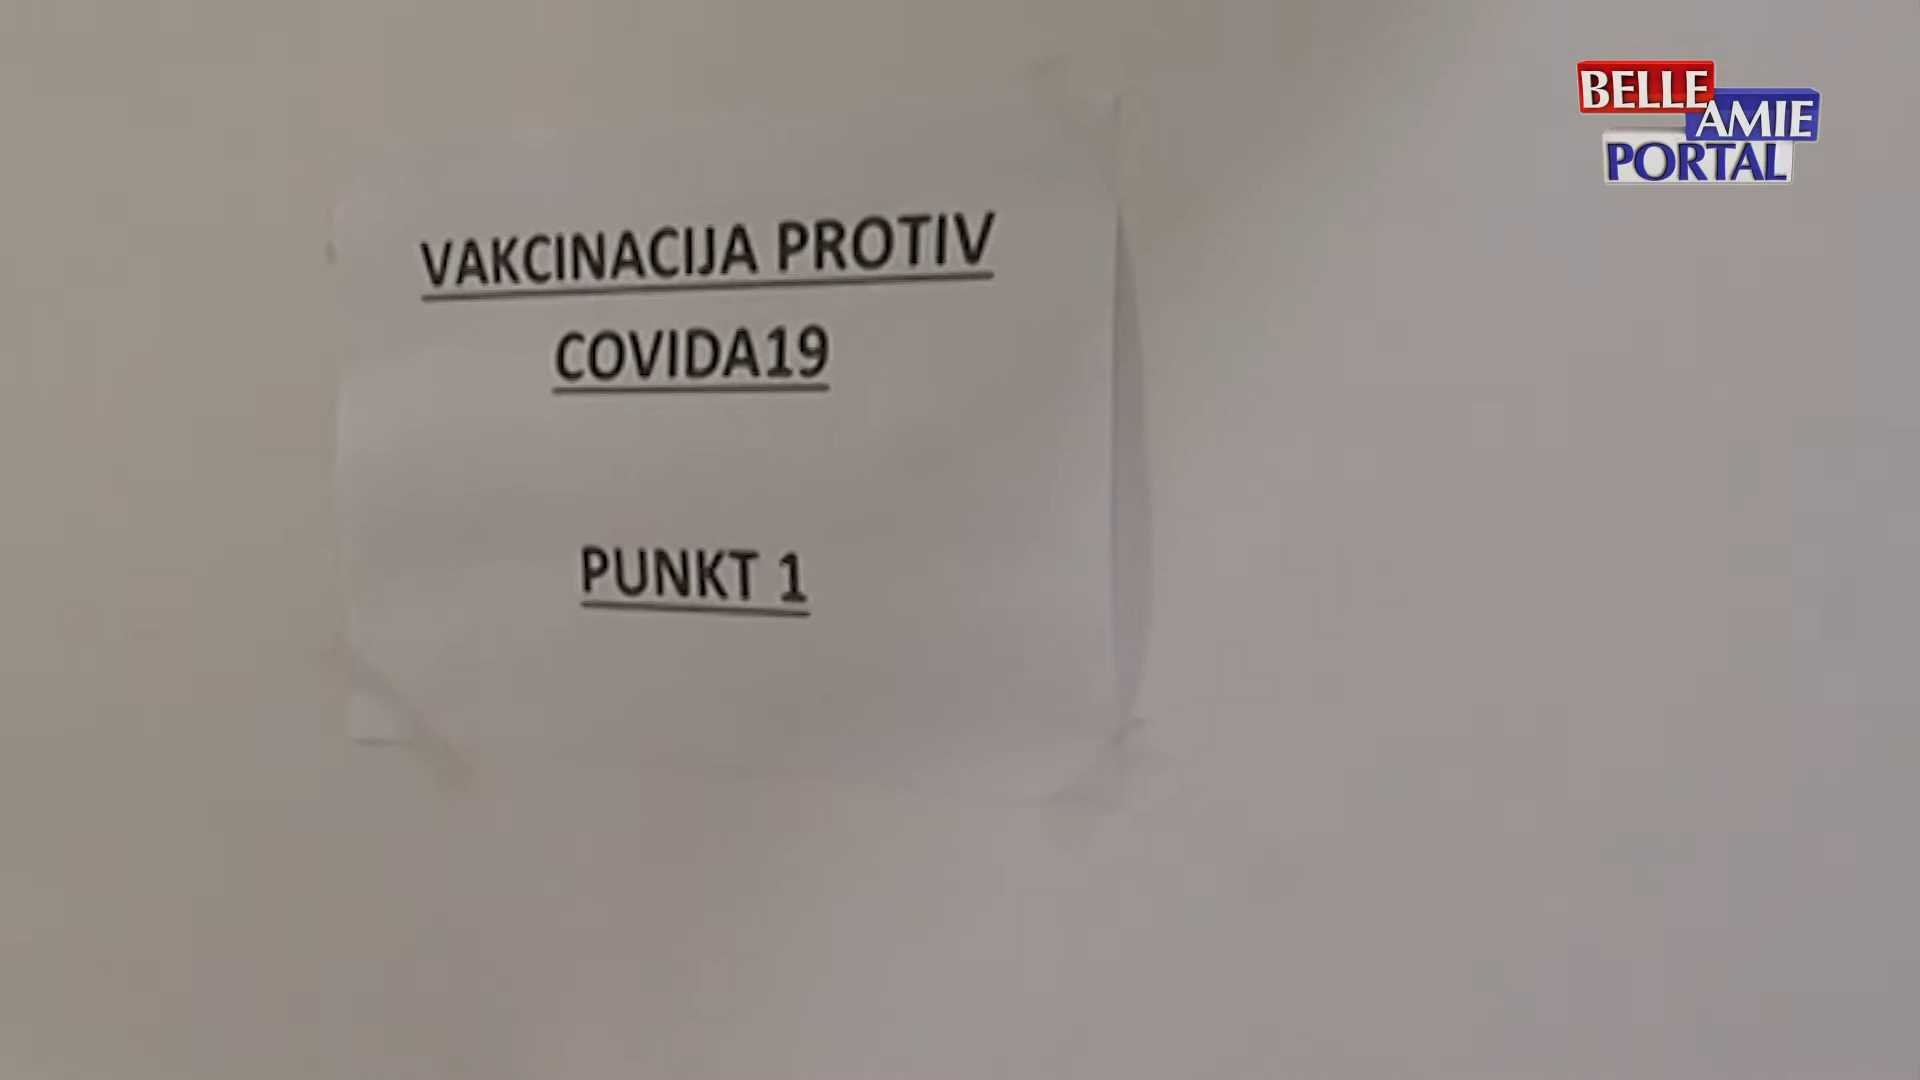 VAKCINACIJA PROTIV
COVIDA19
PUNKT 1
BELLE
AMIE
PORTAL